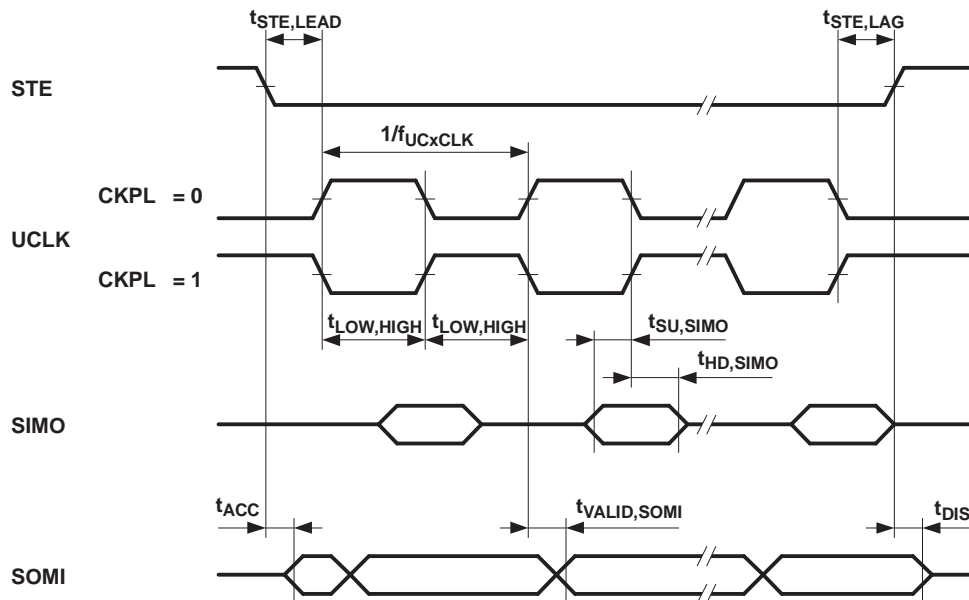 tSTE,LEAD
tSTE,LAG
STE
1/fUCxCLK
CKPL = 0
UCLK
CKPL = 1
tLOW,HIGH tLOW,HIGH
tSU,SIMO
tHD,SIMO
SIMO
tACC
tVALID,SOMI
tDIS
SOMI